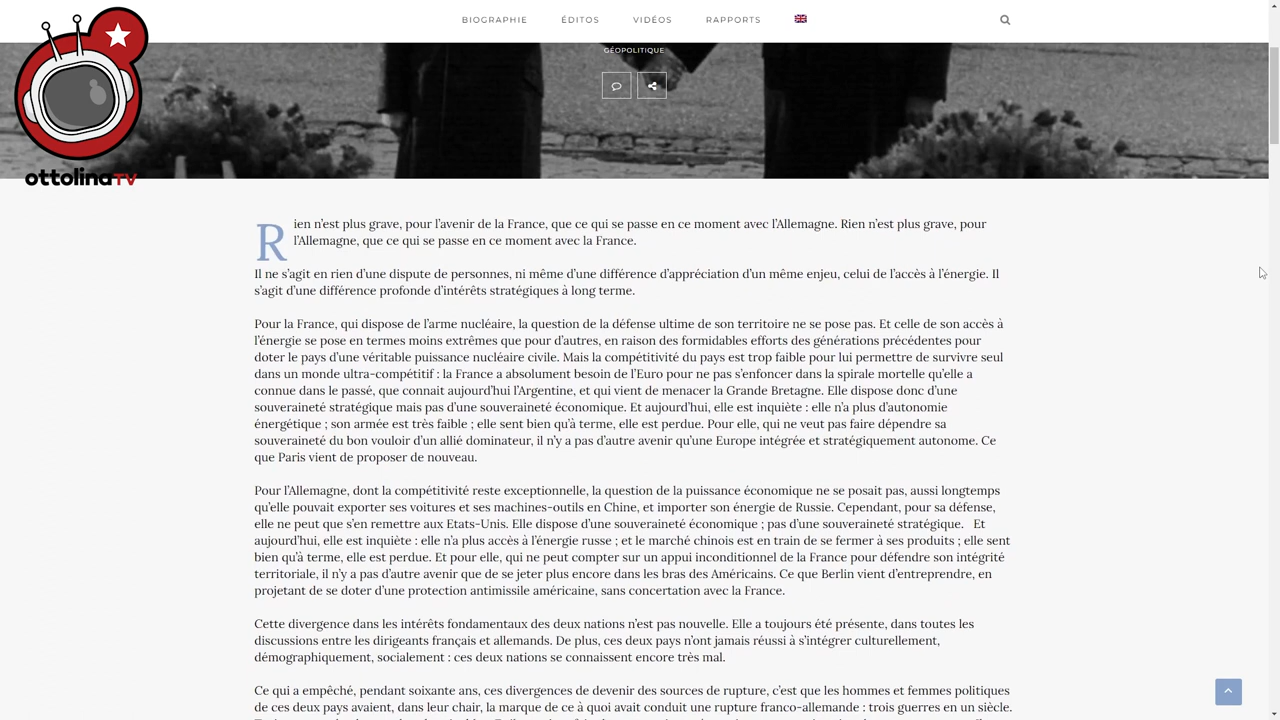 BIOGRAPHIE ÉDITOS VIDÉOS RAPPORTS
GÉOPOLITIQUE
ottolinaTV
Rien n’est plus grave, pour l’avenir de la France, que ce qui se passe en ce moment avec l’Allemagne. Rien n’est plus grave, pour
l’Allemagne, que ce qui se passe en ce moment avec la France.
Il ne s’agit en rien d’une dispute de personnes, ni même d’une différence d’appréciation d’un même enjeu, celui de l’accès à l’énergie. Il
s’agit d’une différence profonde d’intérêts stratégiques à long terme.
Pour la France, qui dispose de l’arme nucléaire, la question de la défense ultime de son territoire ne se pose pas. Et celle de son accès à
l’énergie se pose en termes moins extrêmes que pour d’autres, en raison des formidables efforts des générations précédentes pour
doter le pays d’une véritable puissance nucléaire civile. Mais la compétitivité du pays est trop faible pour lui permettre de survivre seul
dans un monde ultra-compétitif : la France a absolument besoin de l’Euro pour ne pas s’enfoncer dans la spirale mortelle qu’elle a
connue dans le passé, que connait aujourd’hui l’Argentine, et qui vient de menacer la Grande Bretagne. Elle dispose donc d’une
souveraineté stratégique mais pas d’une souveraineté économique. Et aujourd’hui, elle est inquiète : elle n’a plus d’autonomie
énergétique ; son armée est très faible ; elle sent bien qu’à terme, elle est perdue. Pour elle, qui ne veut pas faire dépendre sa
souveraineté du bon vouloir d’un allié dominateur, il n’y a pas d’autre avenir qu’une Europe intégrée et stratégiquement autonome. Ce
que Paris vient de proposer de nouveau.
Pour l’Allemagne, dont la compétitivité reste exceptionnelle, la question de la puissance économique ne se posait pas, aussi longtemps
qu’elle pouvait exporter ses voitures et ses machines-outils en Chine, et importer son énergie de Russie. Cependant, pour sa défense,
elle ne peut que s’en remettre aux Etats-Unis. Elle dispose d’une souveraineté économique ; pas d’une souveraineté stratégique. Et
aujourd’hui, elle est inquiète : elle n’a plus accès à l’énergie russe ; et le marché chinois est en train de se fermer à ses produits ; elle sent
bien qu’à terme, elle est perdue. Et pour elle, qui ne peut compter sur un appui inconditionnel de la France pour défendre son intégrité
territoriale, il n’y a pas d’autre avenir que de se jeter plus encore dans les bras des Américains. Ce que Berlin vient d’entreprendre, en
projetant de se doter d’une protection antimissile américaine, sans concertation avec la France.
Cette divergence dans les intérêts fondamentaux des deux nations n’est pas nouvelle. Elle a toujours été présente, dans toutes les
discussions entre les dirigeants français et allemands. De plus, ces deux pays n’ont jamais réussi à s’intégrer culturellement,
démographiquement, socialement : ces deux nations se connaissent encore très mal.
Ce qui a empêché, pendant soixante ans, ces divergences de devenir des sources de rupture, c’est que les hommes et femmes politiques
de ces deux pays avaient, dans leur chair, la marque de ce à quoi avait conduit une rupture franco-allemande : trois guerres en un siècle.